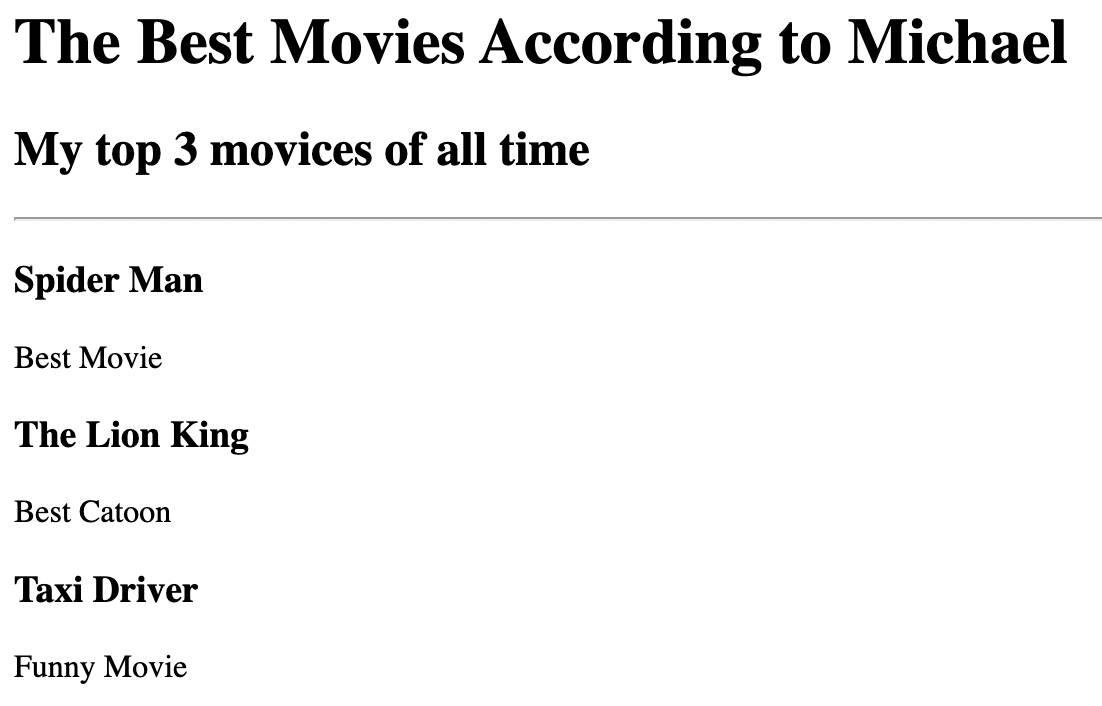 The Best Movies According to Michael
My top 3 movices of all time
Spider Man
Best Movie
The Lion King
Best Catoon
Taxi Driver
Funny Movie